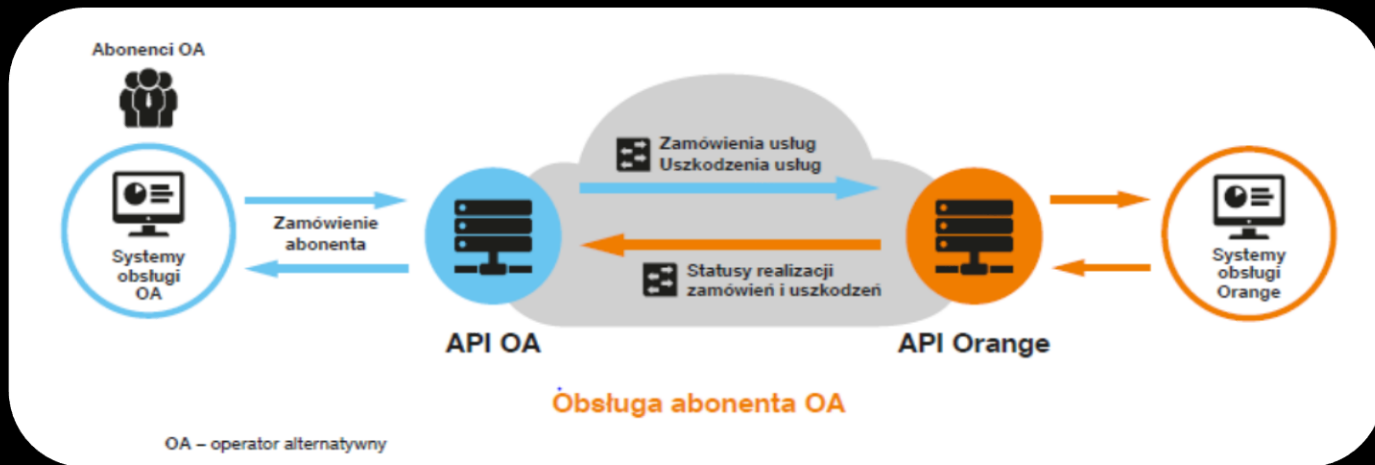 Abonenci OA
Systemy
obsługi
OA
Zamówienie
abonenta
API OA
Zamówienia usług
Uszkodzenia usług
Statusy realizacji
zamówień i uszkodzeń
API Orange
Systemy
obsługi
Orange
Obsługa abonenta OA
OA – operator alternatywny